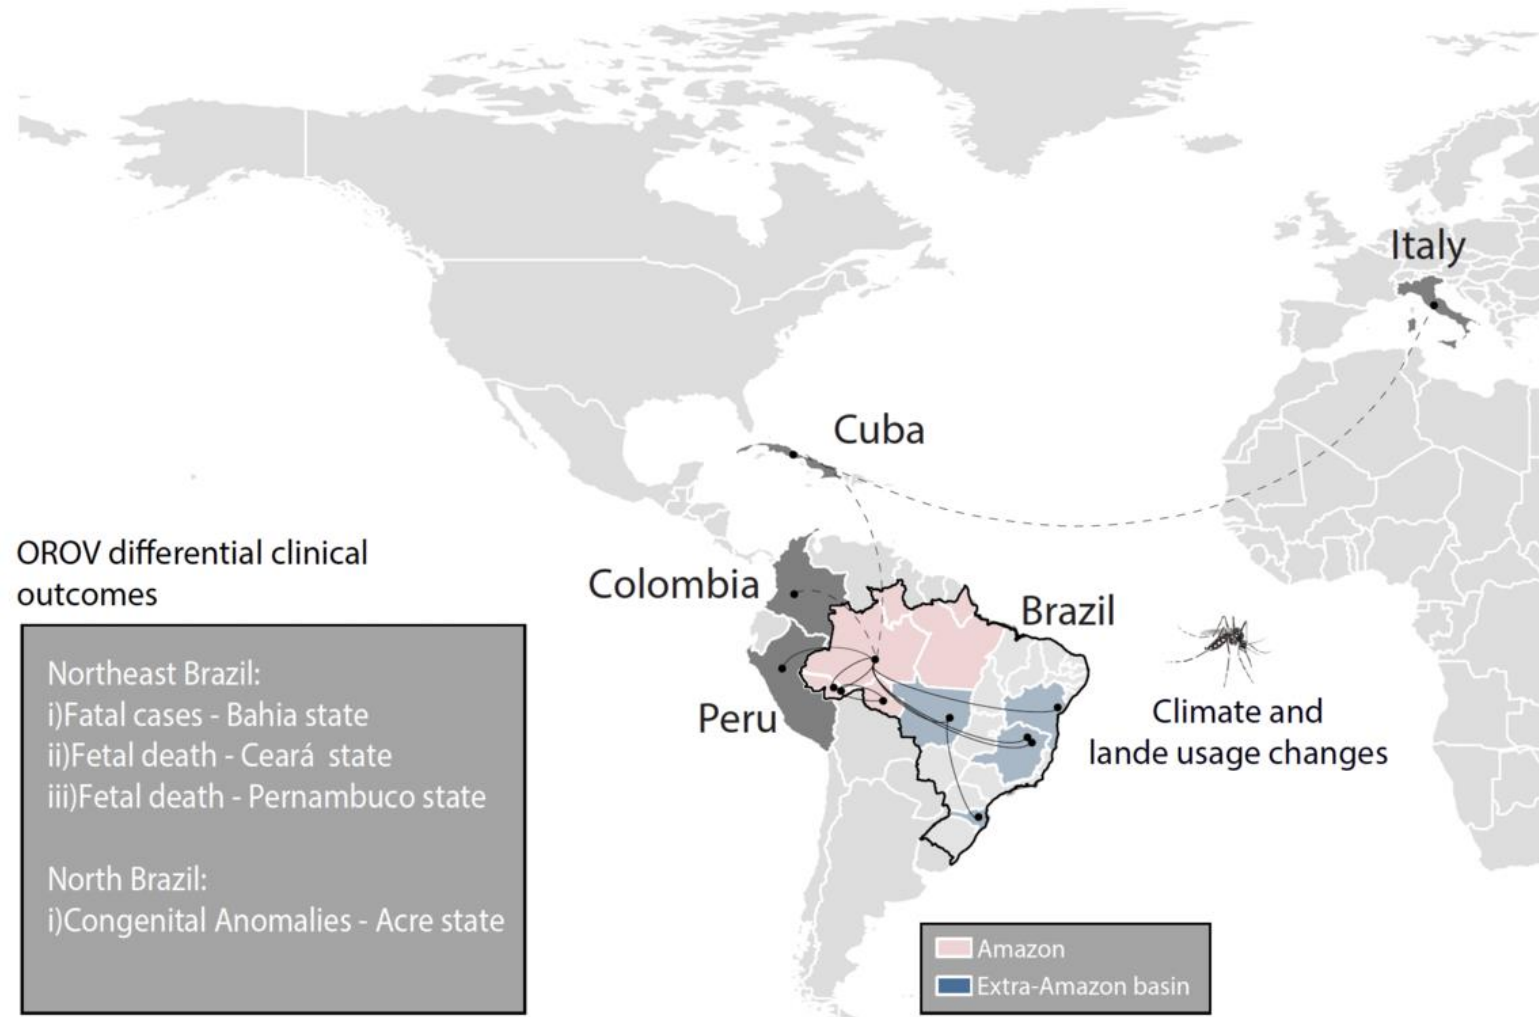 Italy
Cuba
OROV differential clinical
outcomes
Colombia
Brazil
Peru
Climate and
lande usage changes
Northeast Brazil:
i)Fatal cases - Bahia state
ii)Fetal death - Ceará state
iii)Fetal death - Pernambuco state
North Brazil:
i)Congenital Anomalies - Acre state
Amazon
Extra-Amazon basin